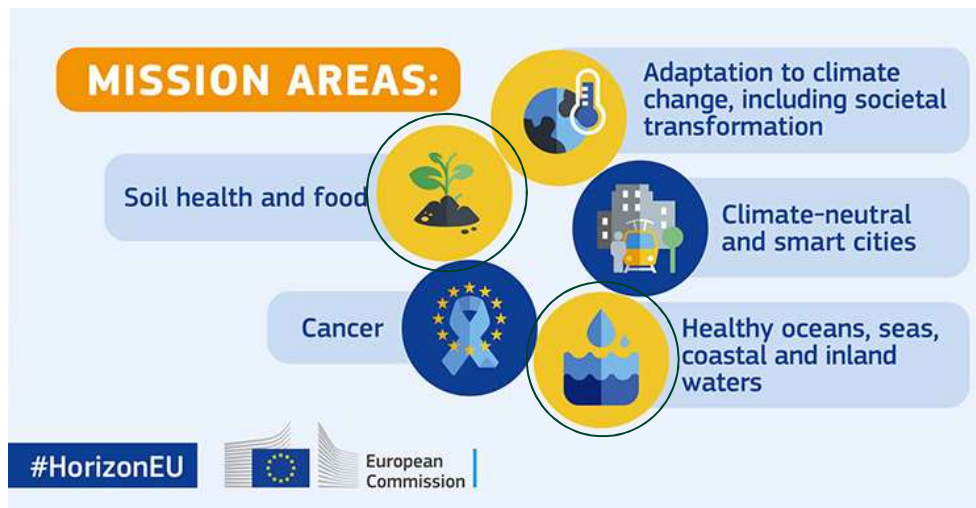 MISSION AREAS:
Adaptation to climate
change, including societal
transformation
Soil health and food
Climate-neutral
and smart cities
Cancer
Healthy oceans, seas,
coastal and inland
waters
#HorizonEU
European
Commission